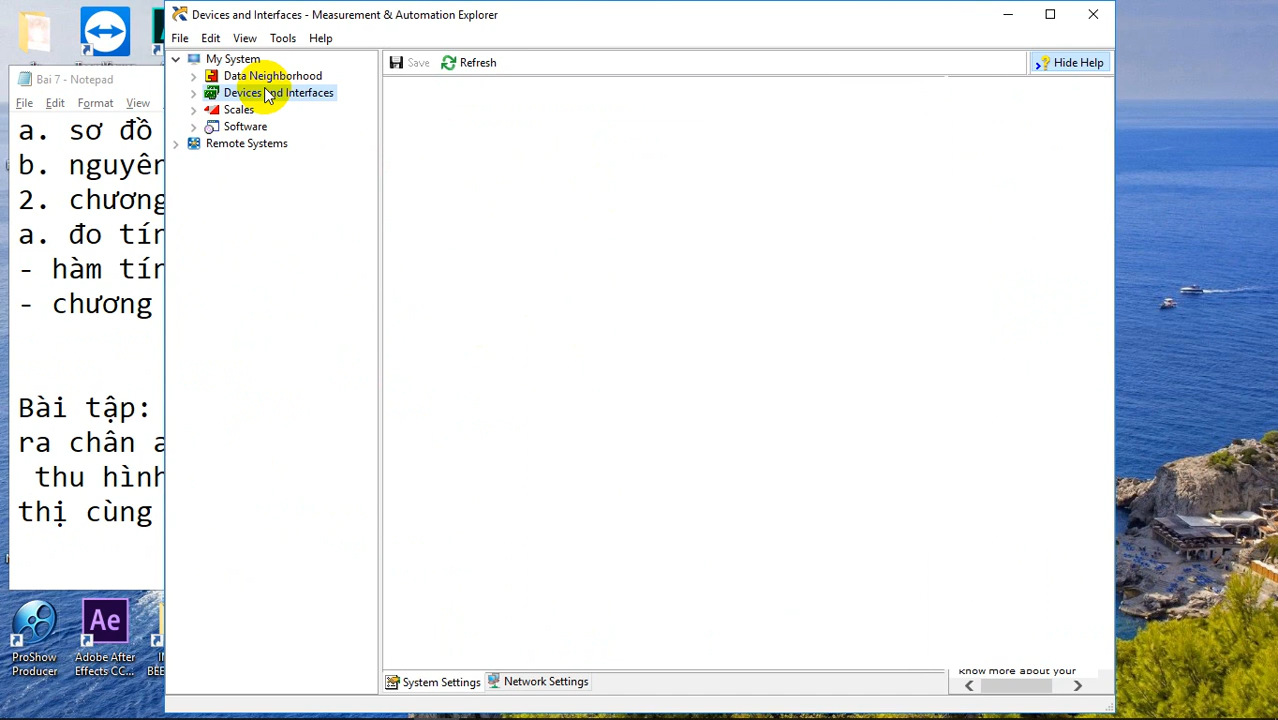 Devices and Interfaces - Measurement & Automation Explorer
File Edit View Tools Help
My System
Data Neighborhood
Devices and Interfaces
Scales
Software
Remote Systems
Save Refresh
Hide Help
know more about your
System Settings Network Settings
Bai 7 - Notepad
File Edit Format View
a. sơ đồ
b. nguyên
2. chương
a. đo tín
- hàm tín
- chương
Bài tập:
ra chân a
thu hình
thị cùng
ProShow Producer
Adobe After Effects CC...
Ae
BEE